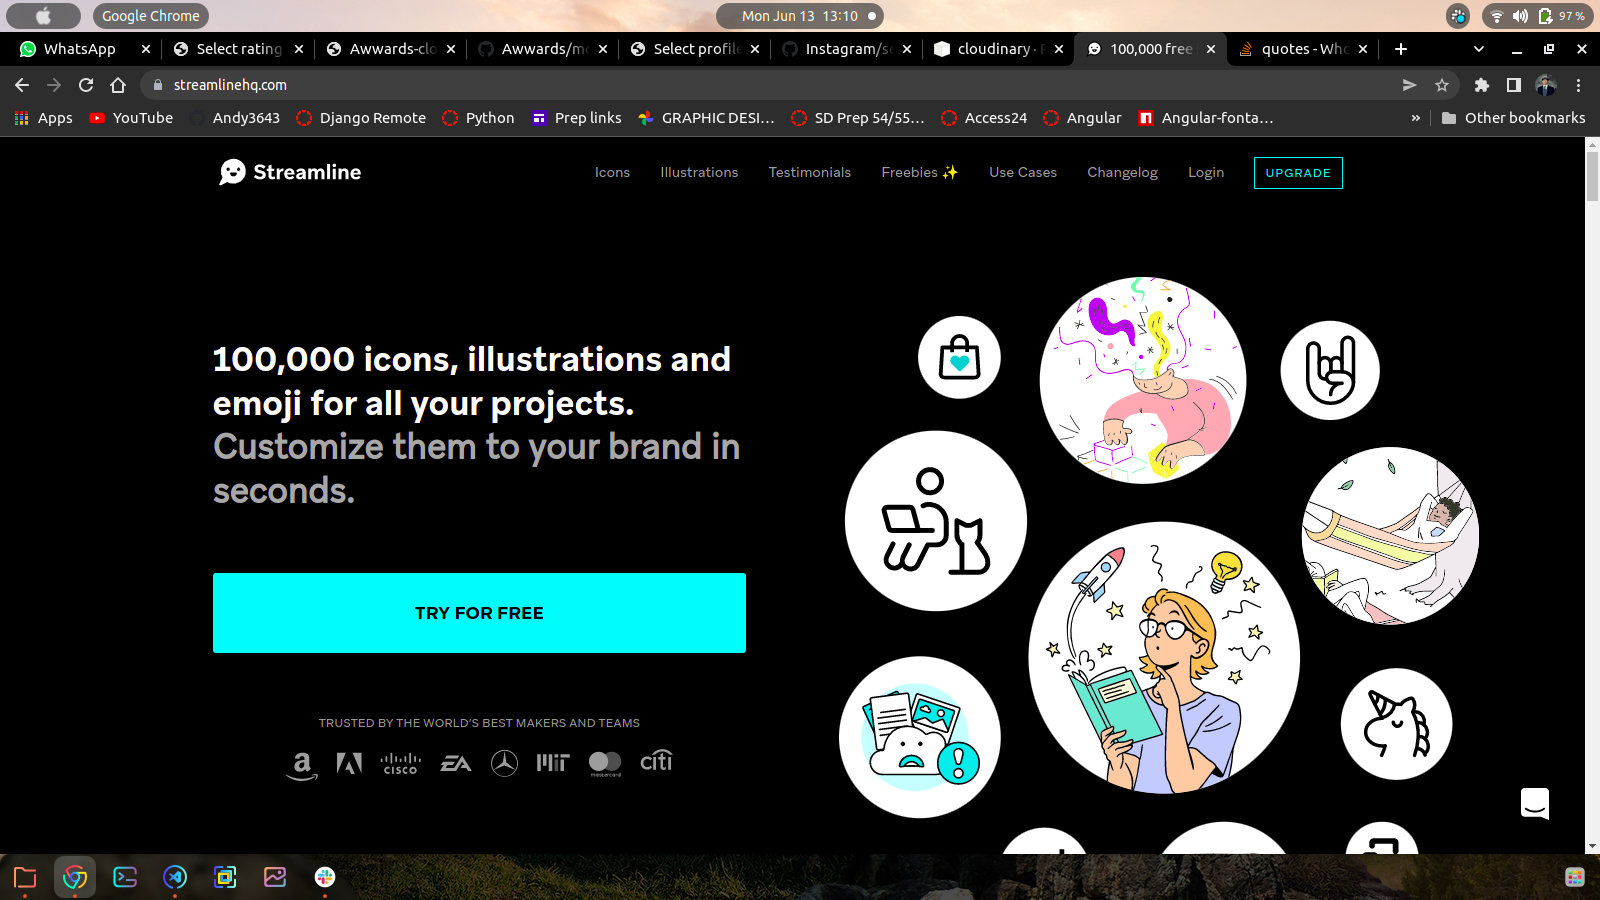 Google Chrome
Mon Jun 13 13:10
97 %
WhatsApp
Select rating
Awwards-clo
Awwards/mo
Select profile
Instagram/se
cloudinary · P
100,000 free
quotes - Who
streamlinehq.com
Apps
YouTube
Andy3643
Django Remote
Python
Prep links
GRAPHIC DESI...
SD Prep 54/55...
Access24
Angular
Angular-fonta...
»
Other bookmarks
Streamline
Icons
Illustrations
Testimonials
Freebies ✨
Use Cases
Changelog
Login
UPGRADE
100,000 icons, illustrations and
emoji for all your projects.
Customize them to your brand in
seconds.
TRY FOR FREE
TRUSTED BY THE WORLD'S BEST MAKERS AND TEAMS
CISCO
EA
MIT
mastercard
citi